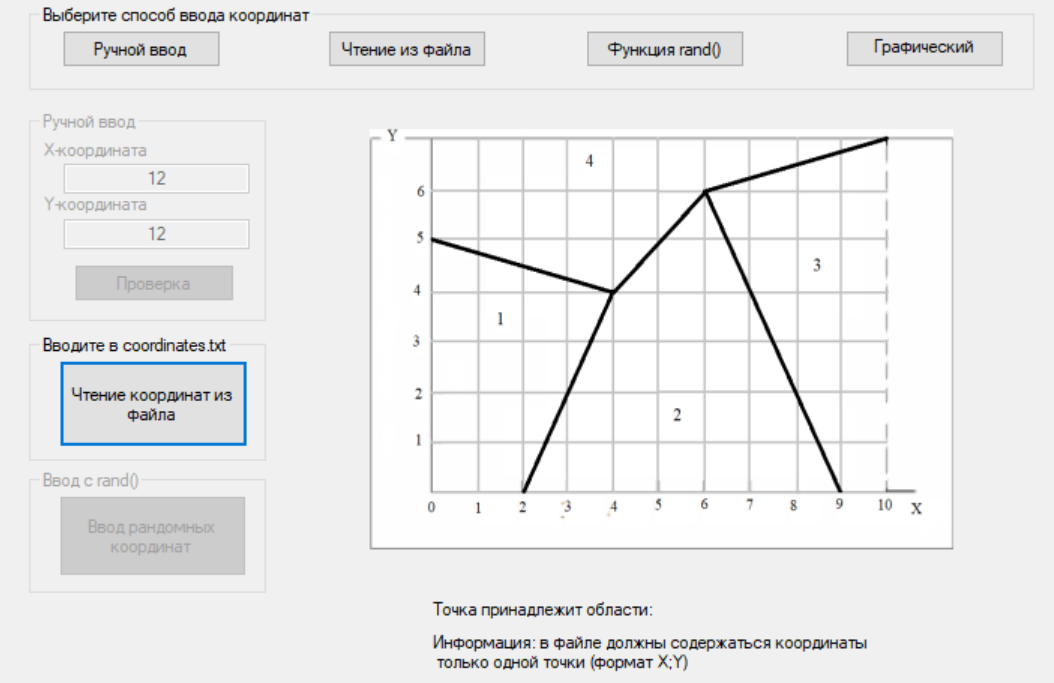 Выберите способ ввода координат
Ручной ввод
Чтение из файла
Функция rand()
Графический
Ручной ввод
X-координата
12
Y-координата
12
Проверка
Вводите в coordinates.txt
Чтение координат из
файла
Ввод с rand()
Ввод рандомных
координат
Y
4
6
5
3
4
1
3
2
2
1
0 1 2 3 4 5 6 7 8 9 10 X
Точка принадлежит области:
Информация: в файле должны содержаться координаты
только одной точки (формат X;Y)